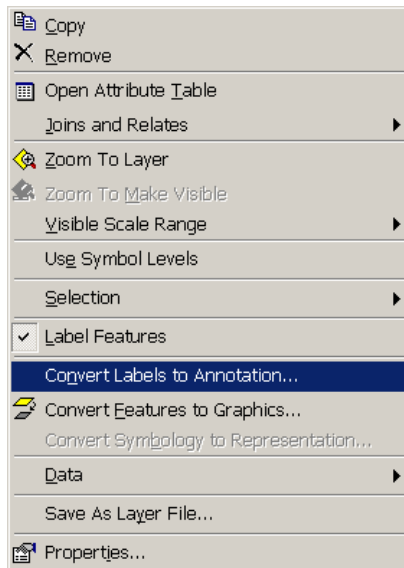 Copy
Remove
Open Attribute Table
Joins and Relates
Zoom To Layer
Zoom To Make Visible
Visible Scale Range
Use Symbol Levels
Selection
Label Features
Convert Labels to Annotation...
Convert Features to Graphics...
Convert Symbology to Representation...
Data
Save As Layer File...
Properties...